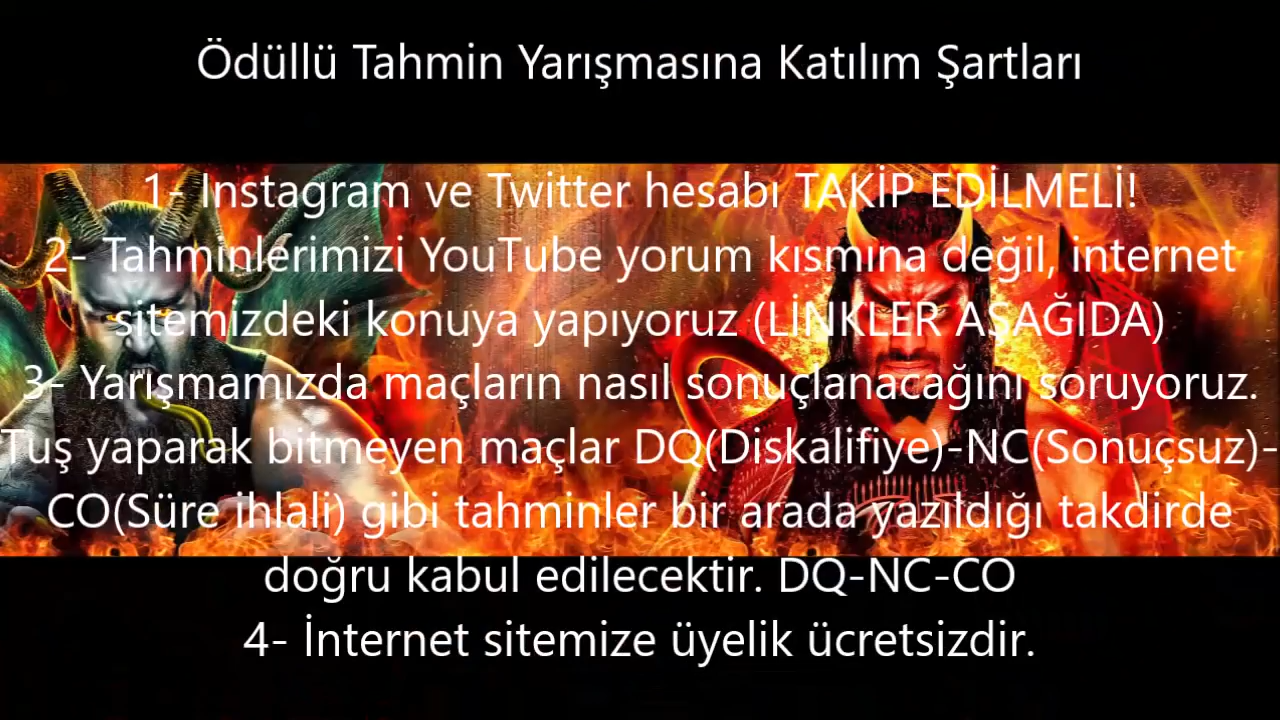 Ödüllü Tahmin Yarışmasına Katılım Şartları
1- Instagram ve Twitter hesabı TAKİP EDİLMELİ!
2- Tahminlerimizi YouTube yorum kısmına değil, internet
sitemizdeki konuya yapıyoruz (LİNKLER AŞAĞIDA)
3- Yarışmamızda maçların nasıl sonuçlanacağını soruyoruz.
Tuş yaparak bitmeyen maçlar DQ(Diskalifiye)-NC(Sonuçsuz)-
CO(Süre ihlali) gibi tahminler bir arada yazıldığı takdirde
doğru kabul edilecektir. DQ-NC-CO
4- İnternet sitemize üyelik ücretsizdir.